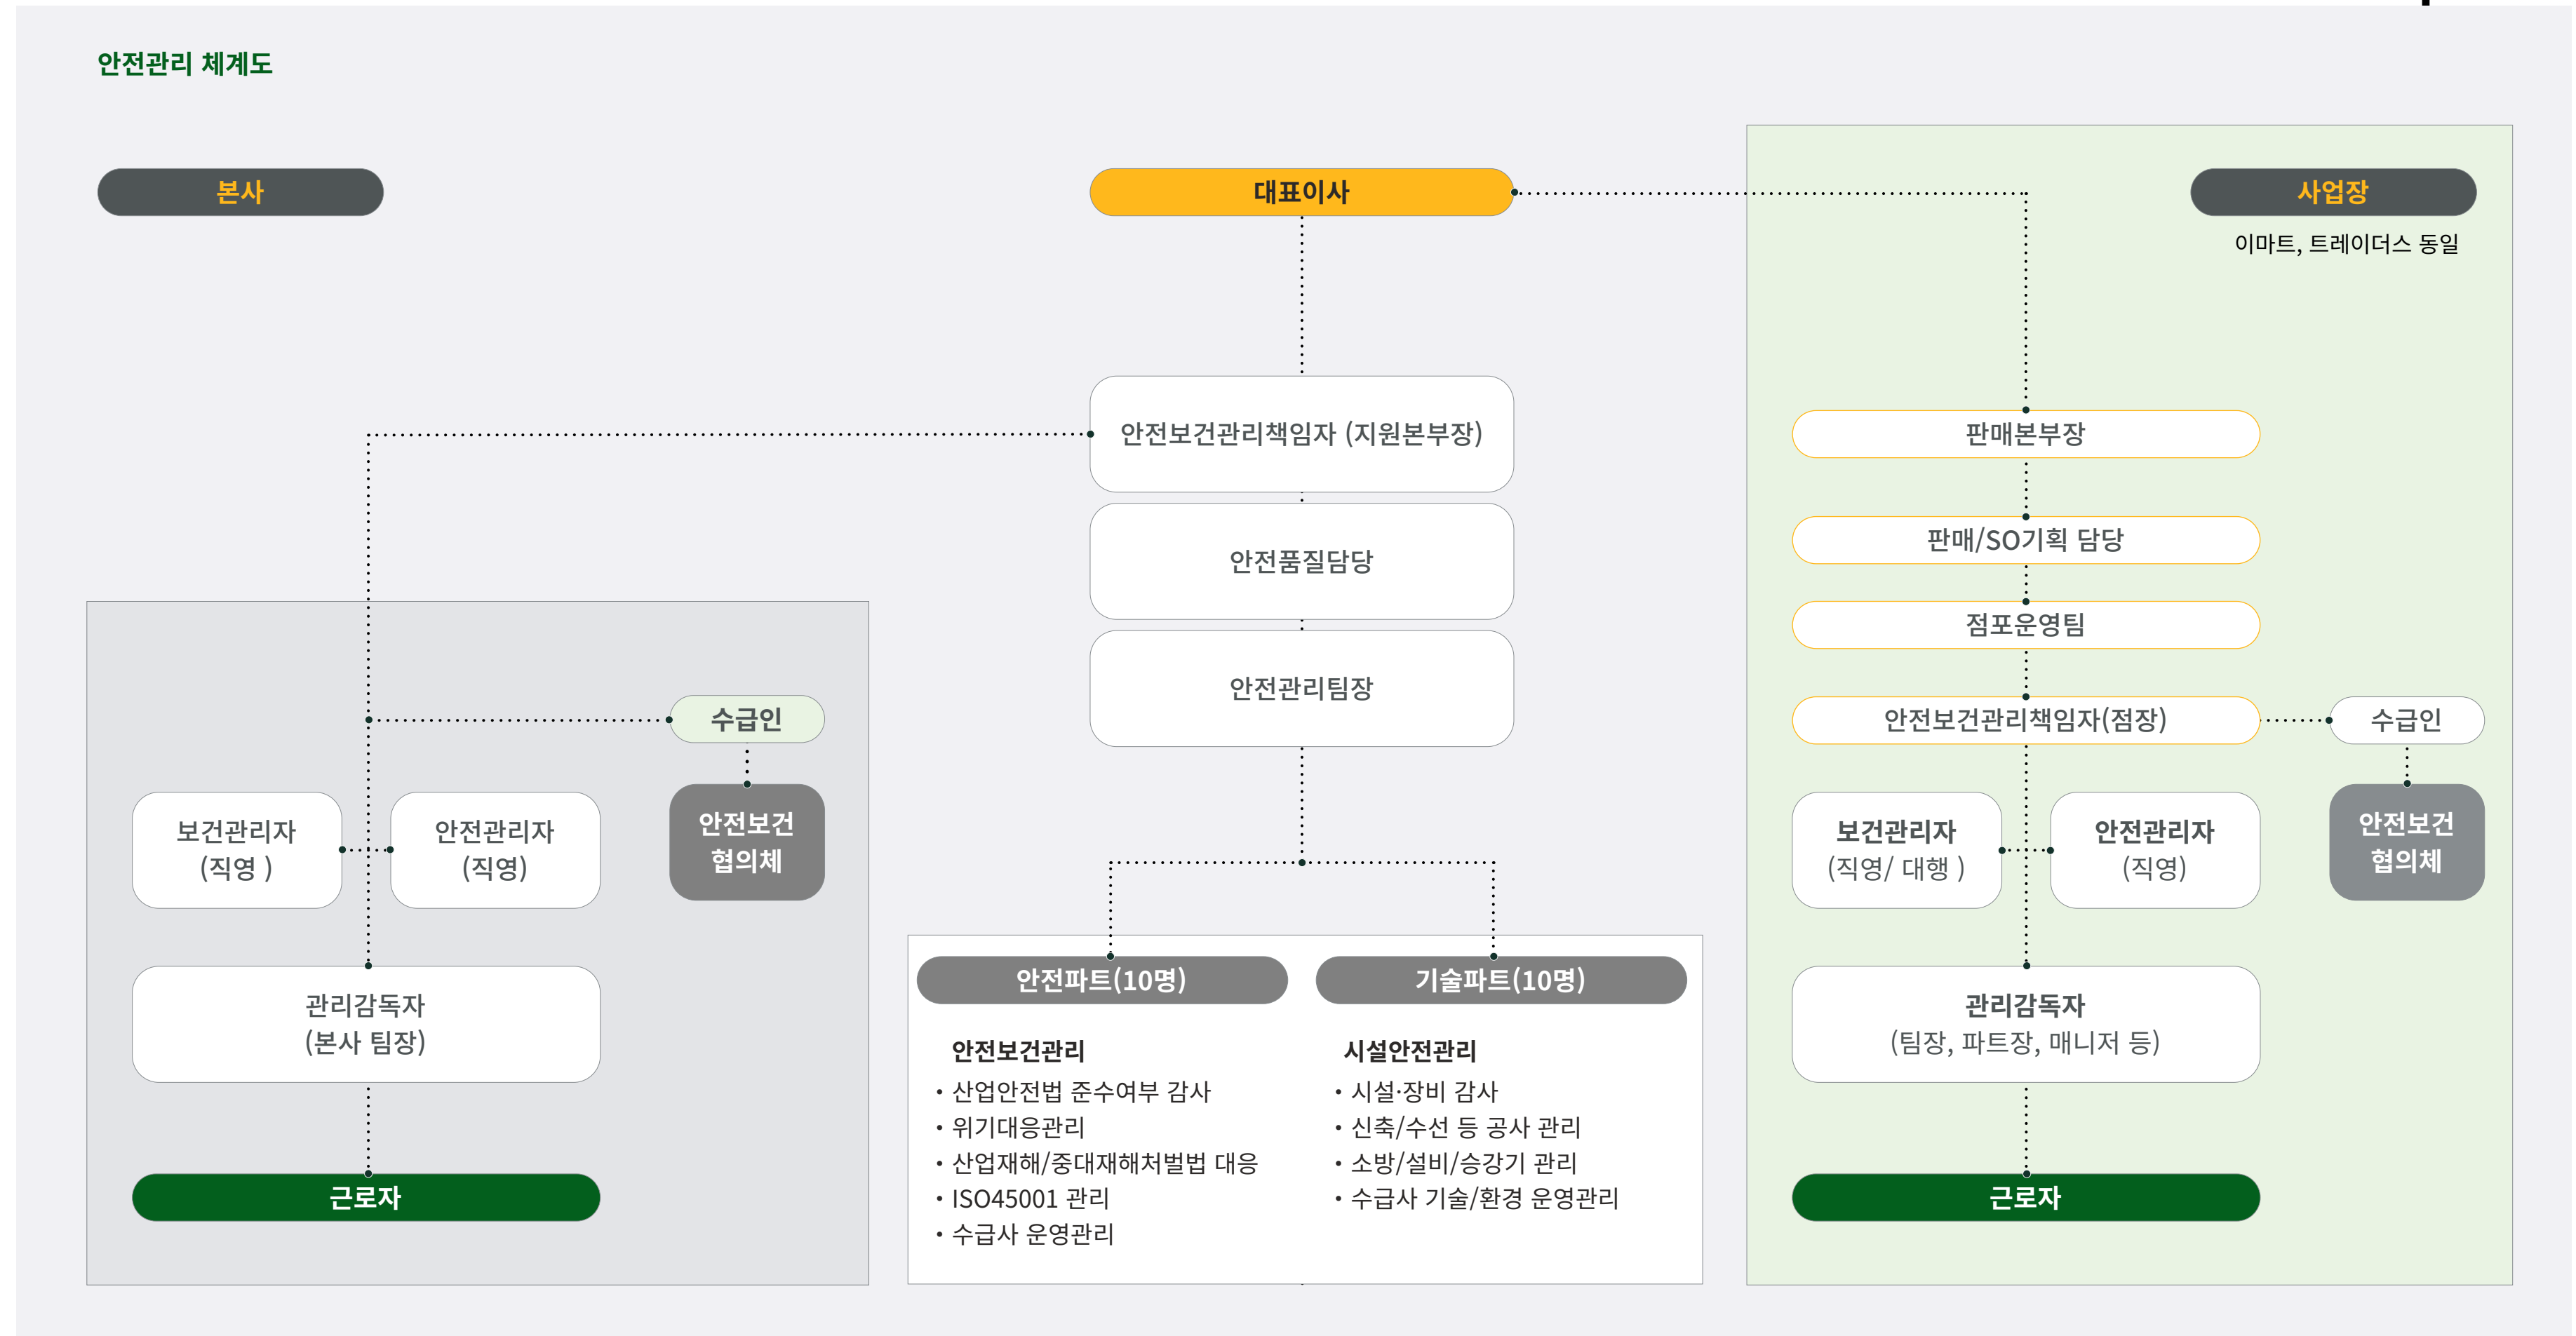 안전관리 체계도
본사
대표이사
사업장
이마트, 트레이더스 동일
안전보건관리책임자 (지원본부장)
안전품질담당
안전관리팀장
수급인
안전보건
협의체
보건관리자
(직영 )
안전관리자
(직영)
관리감독자
(본사 팀장)
근로자
안전파트(10명)
안전보건관리
• 산업안전법 준수여부 감사
• 위기대응관리
• 산업재해/중대재해처벌법 대응
• ISO45001 관리
• 수급사 운영관리
기술파트(10명)
시설안전관리
• 시설·장비 감사
• 신축/수선 등 공사 관리
• 소방/설비/승강기 관리
• 수급사 기술/환경 운영관리
판매본부장
판매/SO기획 담당
점포운영팀
안전보건관리책임자(점장)
수급인
안전보건
협의체
보건관리자
(직영/ 대행 )
안전관리자
(직영)
관리감독자
(팀장, 파트장, 매니저 등)
근로자